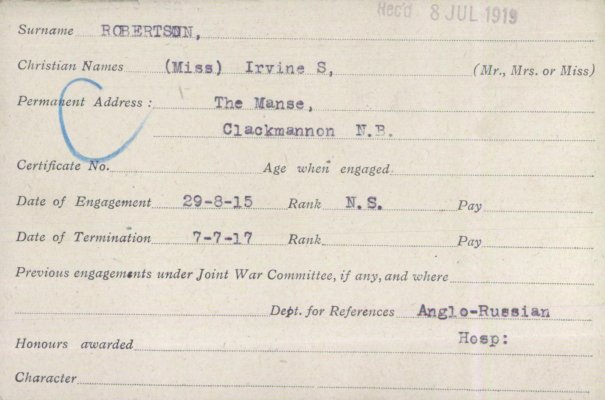 Rec'd 8 JUL 1919
Surname ROBERTSON,
Christian Names (Miss) Irvine S, (Mr., Mrs. or Miss)
Permanent Address: The Manse,
Clackmannon N.B.
Certificate No. Age when engaged
Date of Engagement 29-8-15 Rank N.S. Pay
Date of Termination 7-7-17 Rank Pay
Previous engagements under Joint War Committee, if any, and where
Dept. for References Anglo-Russian
Hosp:
Honours awarded
Character